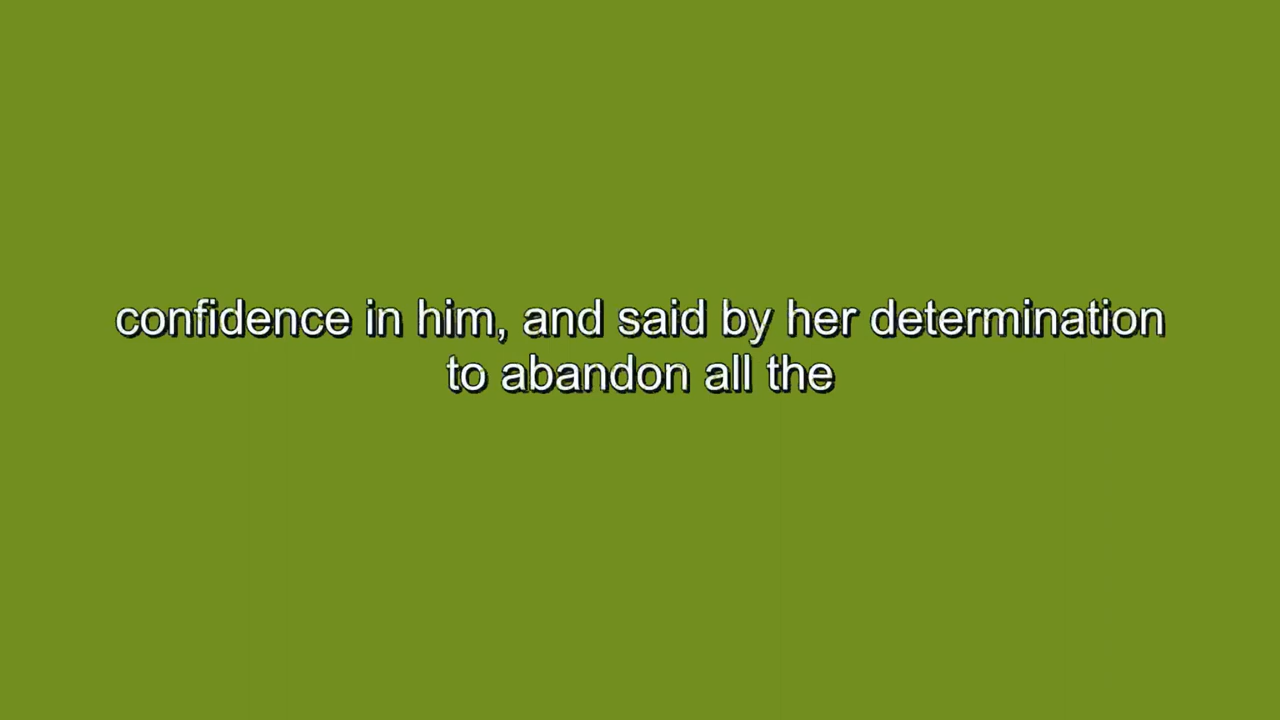 confidence in him, and said by her determination
to abandon all the